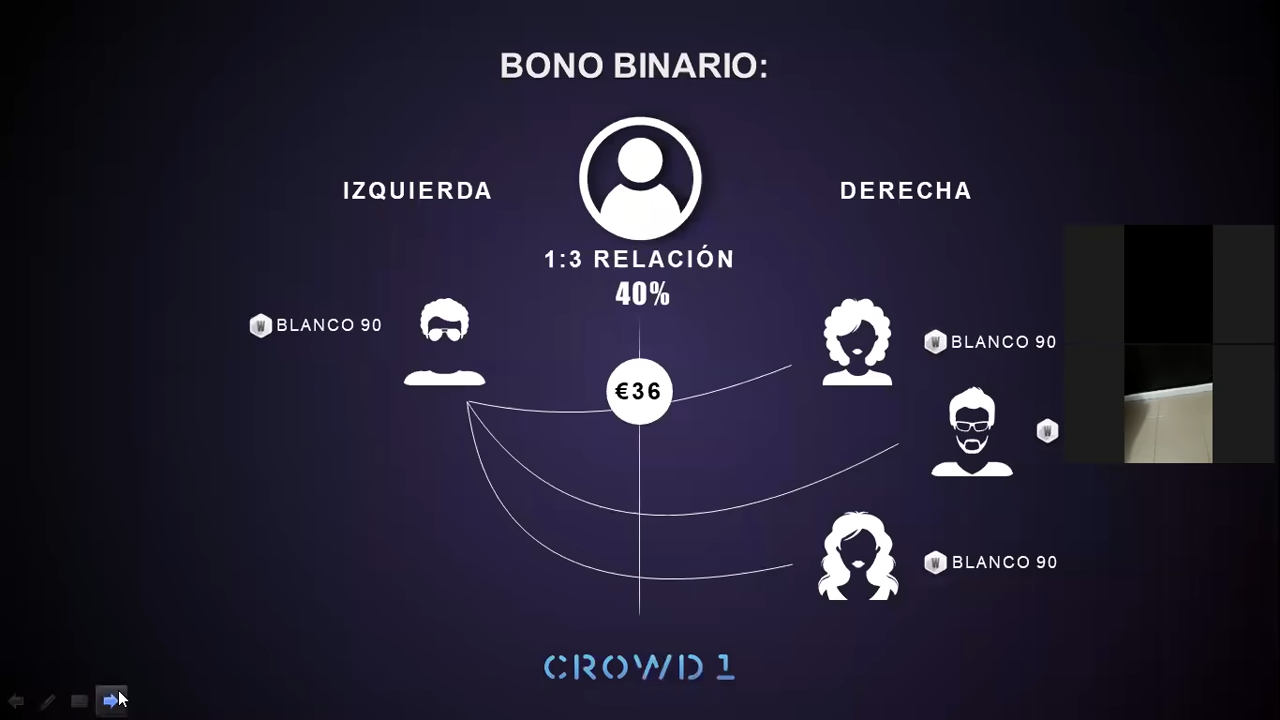 BONO BINARIO:
IZQUIERDA
DERECHA
1:3 RELACIÓN
40%
W BLANCO 90
W BLANCO 90
€36
W
W BLANCO 90
CROWD 1